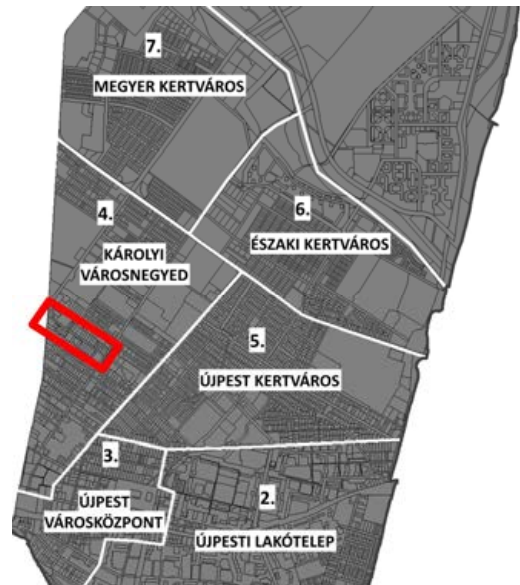 7.
MEGYER KERTVÁROS
4.
KÁROLYI
VÁROSNEGYED
6.
ÉSZAKI KERTVÁROS
5.
ÚJPEST KERTVÁROS
3.
ÚJPEST
VÁROSKÖZPONT
2.
ÚJPESTI LAKÓTELEP